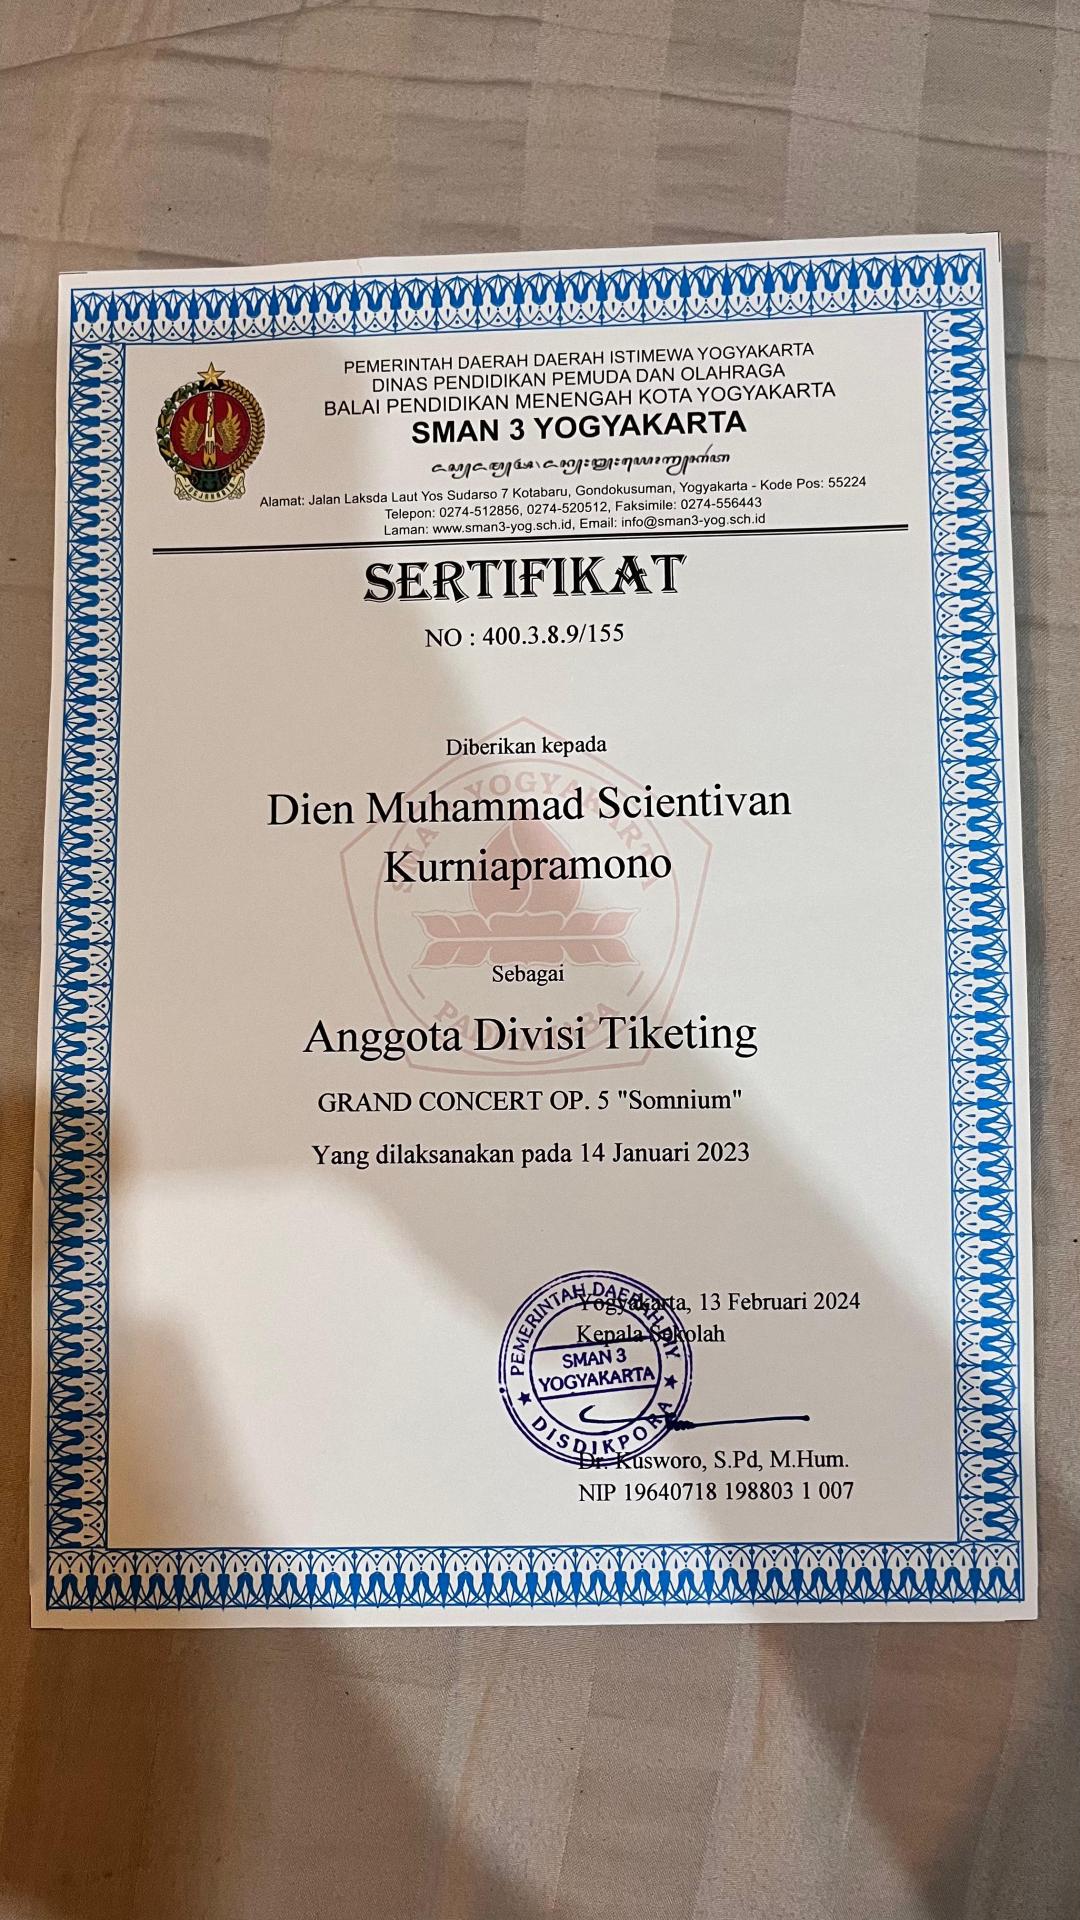 PEMERINTAH DAERAH DAERAH ISTIMEWA YOGYAKARTA
DINAS PENDIDIKAN PEMUDA DAN OLAHRAGA
BALAI PENDIDIKAN MENENGAH KOTA YOGYAKARTA
SMAN 3 YOGYAKARTA
Alamat: Jalan Laksda Laut Yos Sudarso 7 Kotabaru, Gondokusuman, Yogyakarta - Kode Pos: 55224
Telepon: 0274-512856, 0274-520512, Faksimile: 0274-556443
Laman: www.sman3-yog.sch.id, Email: info@sman3-yog.sch.id
SERTIFIKAT
NO : 400.3.8.9/155
Diberikan kepada
Dien Muhammad Scientivan
Kurniapramono
Sebagai
Anggota Divisi Tiketing
GRAND CONCERT OP. 5 "Somnium"
Yang dilaksanakan pada 14 Januari 2023
Yogyakarta, 13 Februari 2024
Kepala Sekolah
PEMERINTAH DAERAH DIY
SMAN 3
YOGYAKARTA
DISDIKPORA
Dr. Kusworo, S.Pd, M.Hum.
NIP 19640718 198803 1 007